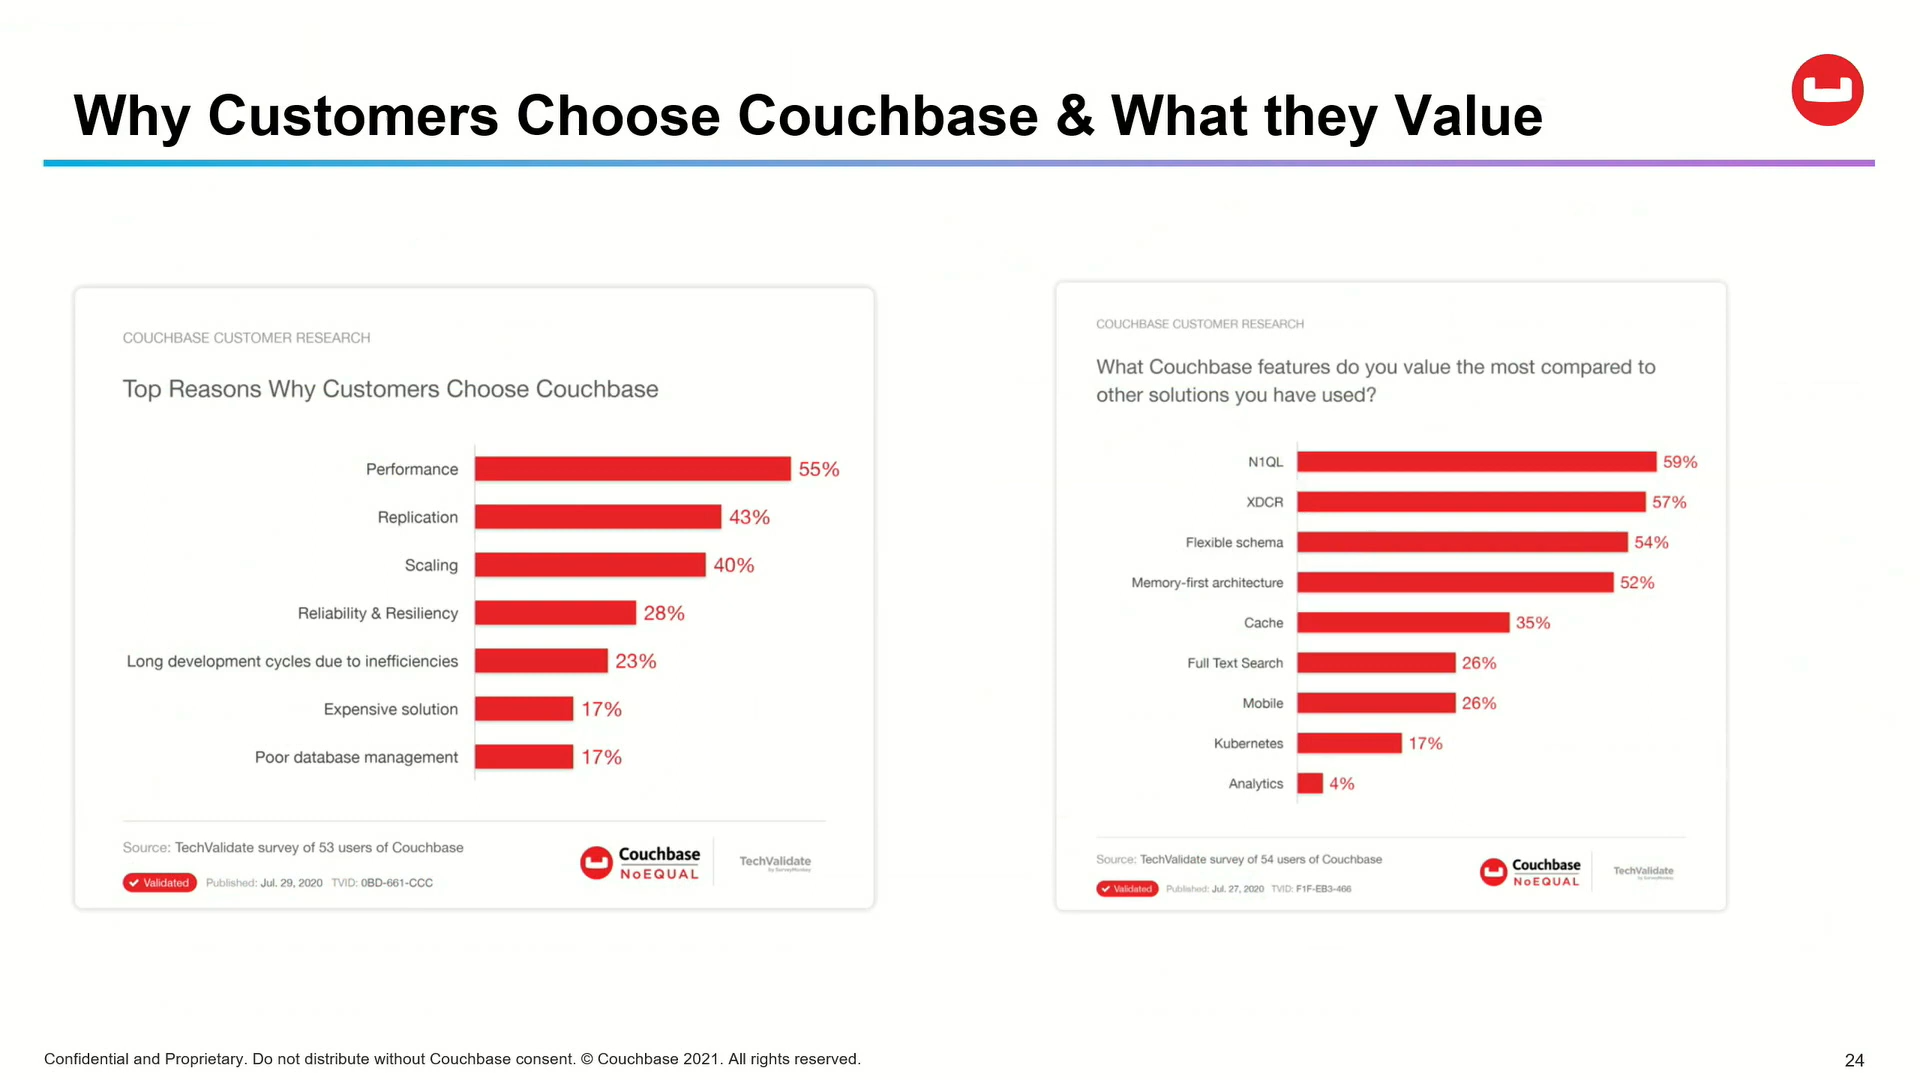 Why Customers Choose Couchbase & What they Value
COUCHBASE CUSTOMER RESEARCH
Top Reasons Why Customers Choose Couchbase
Performance 55%
Replication 43%
Scaling 40%
Reliability & Resiliency 28%
Long development cycles due to inefficiencies 23%
Expensive solution 17%
Poor database management 17%
Source: TechValidate survey of 53 users of Couchbase
Validated Published: Jul. 29, 2020 TVID: 0BD-661-CCC
Couchbase
NoEQUAL
TechValidate
by SurveyMonkey
COUCHBASE CUSTOMER RESEARCH
What Couchbase features do you value the most compared to
other solutions you have used?
N1QL 59%
XDCR 57%
Flexible schema 54%
Memory-first architecture 52%
Cache 35%
Full Text Search 26%
Mobile 26%
Kubernetes 17%
Analytics 4%
Source: TechValidate survey of 54 users of Couchbase
Validated Published: Jul. 27, 2020 TVID: F1F-EB3-466
Couchbase
NoEQUAL
TechValidate
by SurveyMonkey
Confidential and Proprietary. Do not distribute without Couchbase consent. © Couchbase 2021. All rights reserved.
24